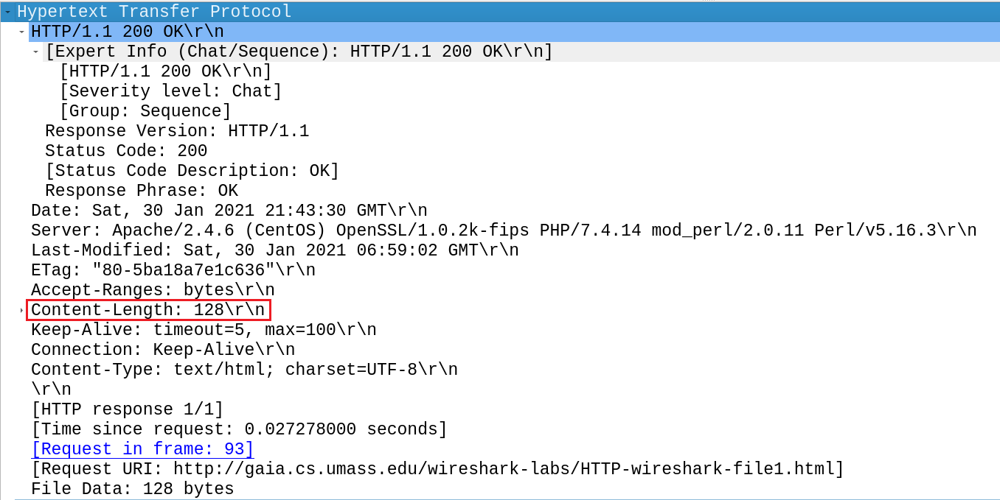 Hypertext Transfer Protocol
HTTP/1.1 200 OK\r\n
[Expert Info (Chat/Sequence): HTTP/1.1 200 OK\r\n]
[HTTP/1.1 200 OK\r\n]
[Severity level: Chat]
[Group: Sequence]
Response Version: HTTP/1.1
Status Code: 200
[Status Code Description: OK]
Response Phrase: OK
Date: Sat, 30 Jan 2021 21:43:30 GMT\r\n
Server: Apache/2.4.6 (CentOS) OpenSSL/1.0.2k-fips PHP/7.4.14 mod_perl/2.0.11 Perl/v5.16.3\r\n
Last-Modified: Sat, 30 Jan 2021 06:59:02 GMT\r\n
ETag: "80-5ba18a7e1c636"\r\n
Accept-Ranges: bytes\r\n
Content-Length: 128\r\n
Keep-Alive: timeout=5, max=100\r\n
Connection: Keep-Alive\r\n
Content-Type: text/html; charset=UTF-8\r\n
\r\n
[HTTP response 1/1]
[Time since request: 0.027278000 seconds]
[Request in frame: 93]
[Request URI: http://gaia.cs.umass.edu/wireshark-labs/HTTP-wireshark-file1.html]
File Data: 128 bytes